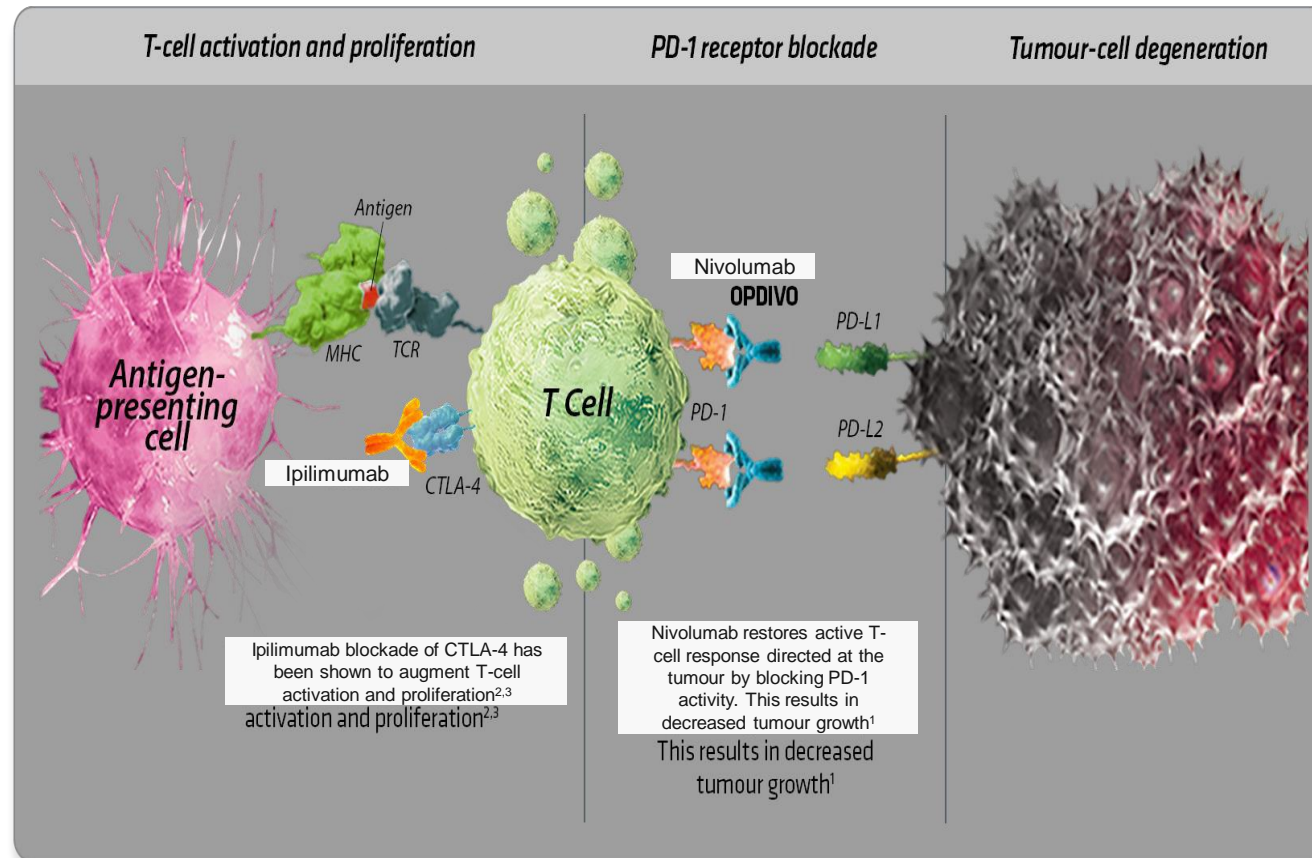 T-cell activation and proliferation
PD-1 receptor blockade
Tumour-cell degeneration
Antigen
MHC
TCR
Antigen-
presenting
cell
Ipilimumab
CTLA-4
T Cell
Nivolumab
OPDIVO
PD-1
PD-L1
PD-L2
Ipilimumab blockade of CTLA-4 has
been shown to augment T-cell
activation and proliferation2,3
activation and proliferation2,3
Nivolumab restores active T-
cell response directed at the
tumour by blocking PD-1
activity. This results in
decreased tumour growth1
This results in decreased
tumour growth1